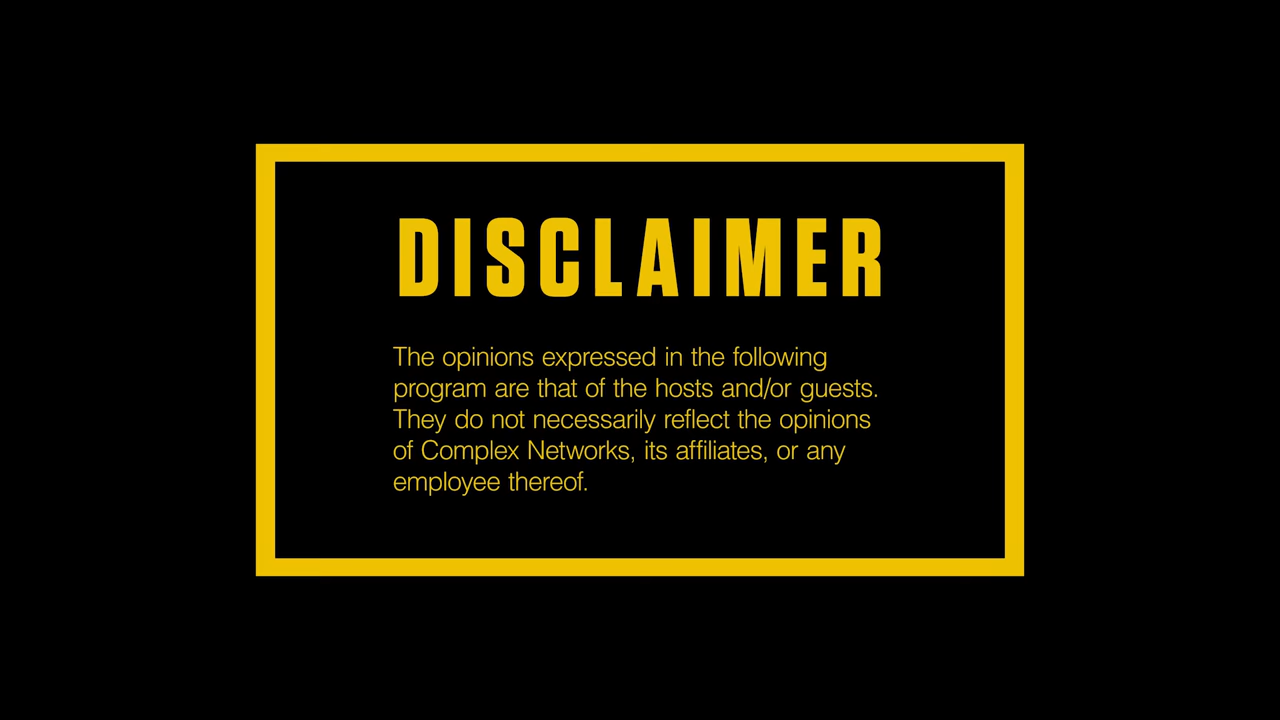 DISCLAIMER
The opinions expressed in the following
program are that of the hosts and/or guests.
They do not necessarily reflect the opinions
of Complex Networks, its affiliates, or any
employee thereof.